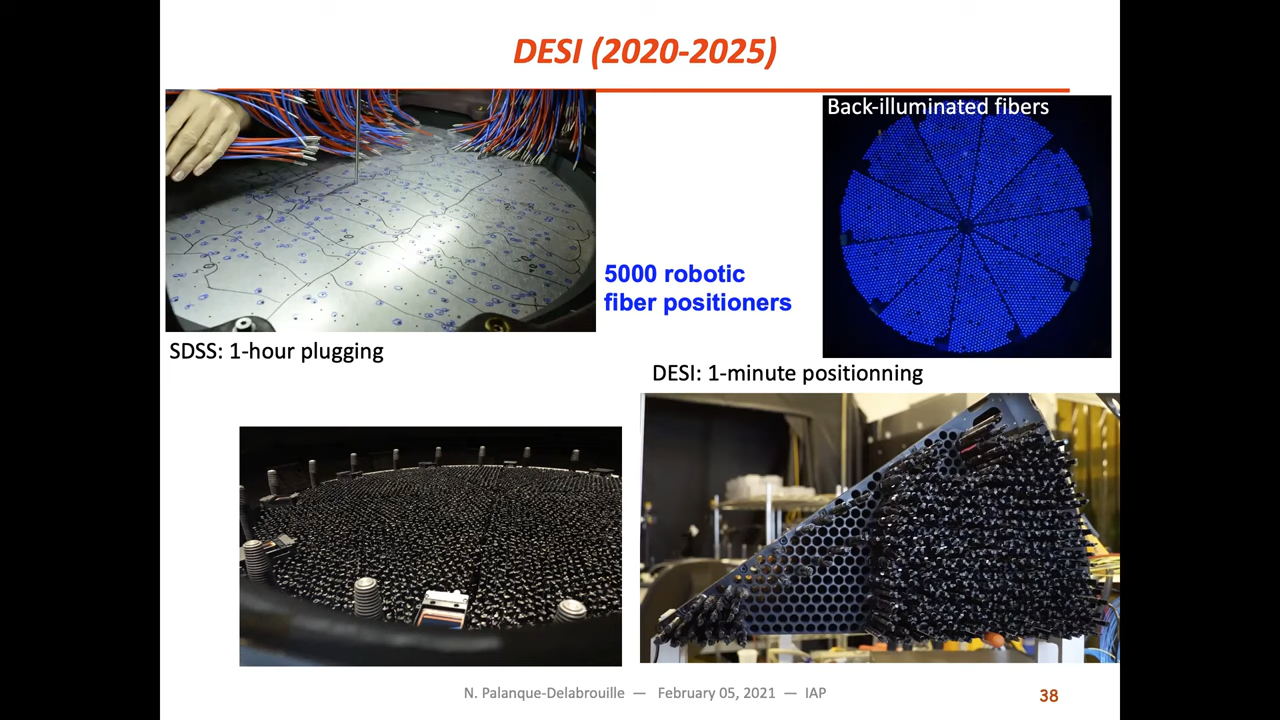 DESI (2020-2025)
Back-illuminated fibers
5000 robotic
fiber positioners
SDSS: 1-hour plugging
DESI: 1-minute positionning
N. Palanque-Delabrouille — February 05, 2021 — IAP
38